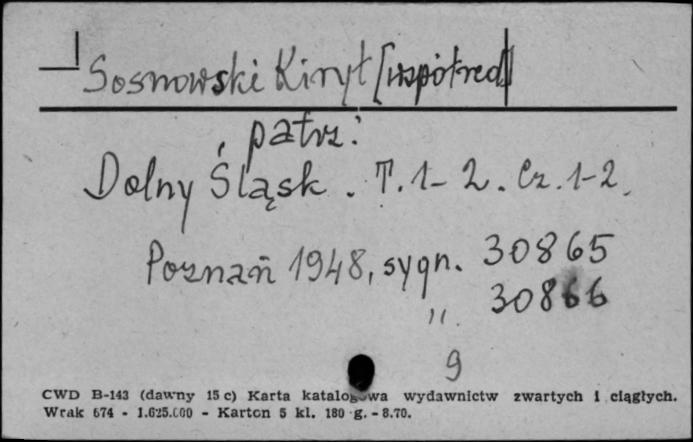 Sosnowski Kirył [współred]
patrz:
Dolny Śląsk. T. 1-2. Cz. 1-2.
Poznań 1948, sygn. 30865
" 30866
9
CWD B-143 (dawny 15 c) Karta katalogowa wydawnictw zwartych i ciągłych.
Wrak 674 - 1.625.000 - Karton 5 kl. 180 g. - 8.70.